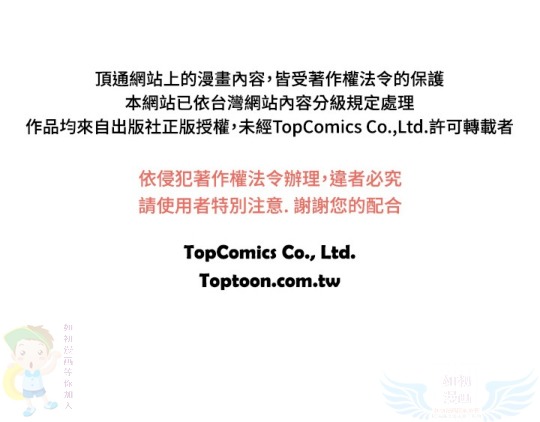 頂通網站上的漫畫內容，皆受著作權法令的保護
本網站已依台灣網站內容分級規定處理
作品均來自出版社正版授權，未經TopComics Co.,Ltd.許可轉載者
依侵犯著作權法令辦理，違者必究
請使用者特別注意. 謝謝您的配合
TopComics Co., Ltd.
Toptoon.com.tw
等你加入